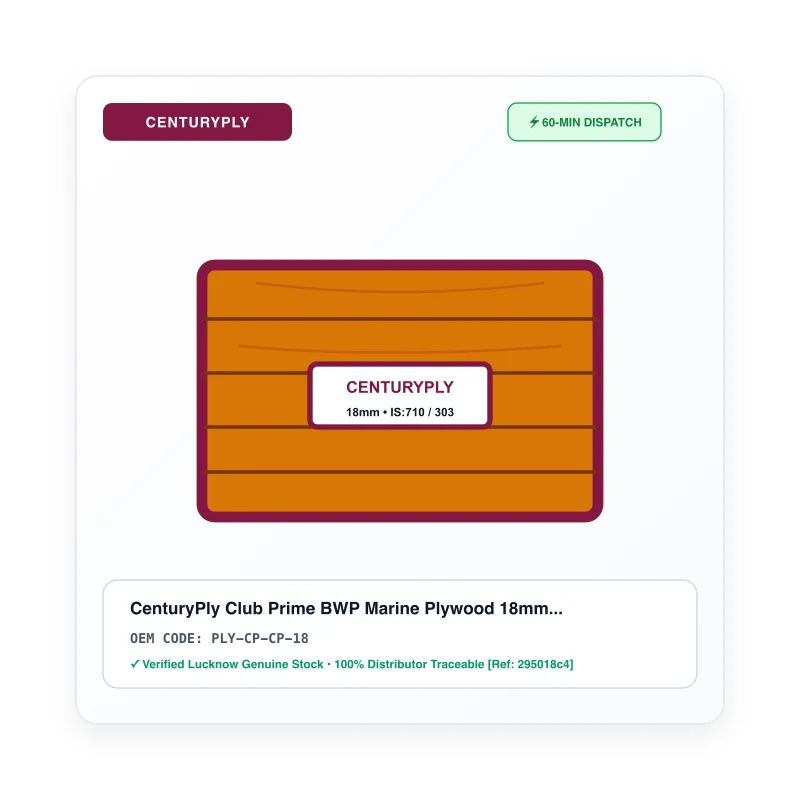 CENTURYPLY
⚡60-MIN DISPATCH
CENTURYPLY
18mm • IS:710 / 303
CenturyPly Club Prime BWP Marine Plywood 18mm...
OEM CODE: PLY-CP-CP-18
✓ Verified Lucknow Genuine Stock · 100% Distributor Traceable [Ref: 295018c4]